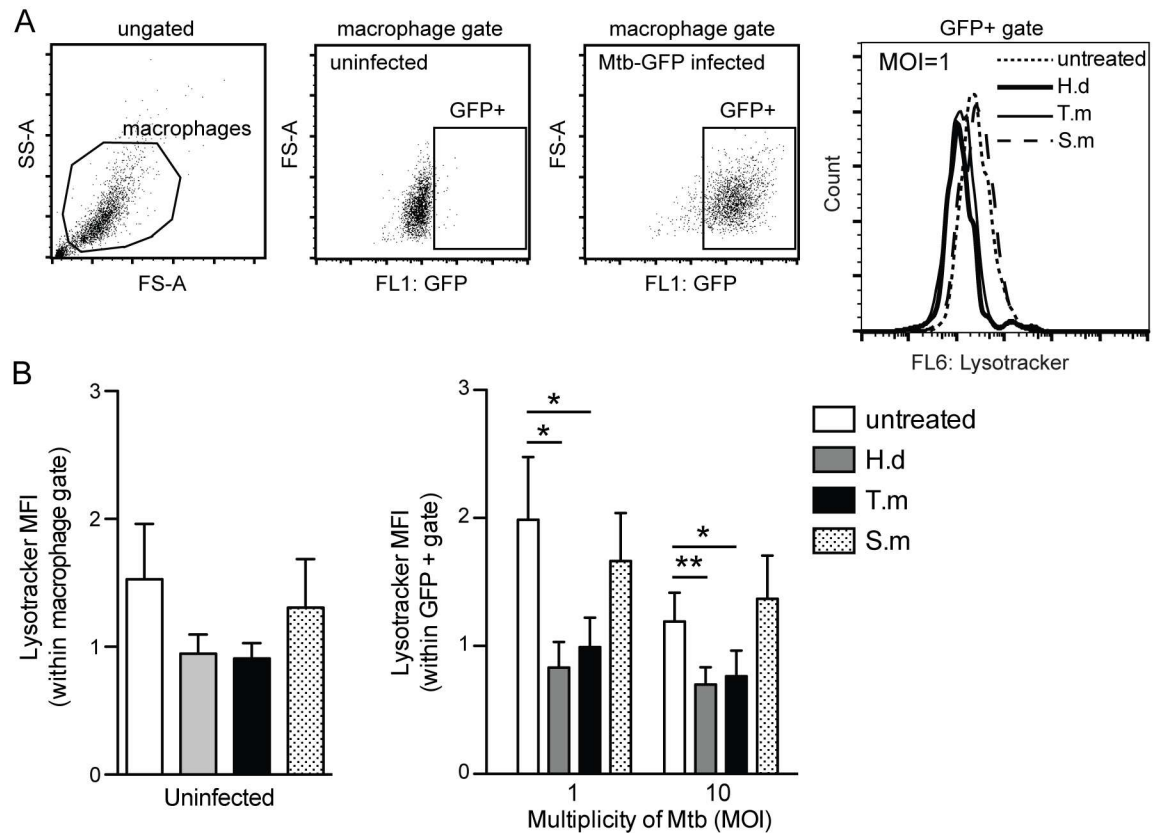 A
ungated
macrophages
SS-A
FS-A
macrophage gate
uninfected
GFP+
FS-A
FL1: GFP
macrophage gate
Mtb-GFP infected
GFP+
FS-A
FL1: GFP
GFP+ gate
MOI=1
untreated
H.d
T.m
S.m
Count
FL6: Lysotracker
B
Lysotracker MFI
(within macrophage gate)
3
2
1
0
Uninfected
Lysotracker MFI
(within GFP + gate)
3
2
1
0
*
*
*
**
1 10
Multiplicity of Mtb (MOI)
untreated
H.d
T.m
S.m